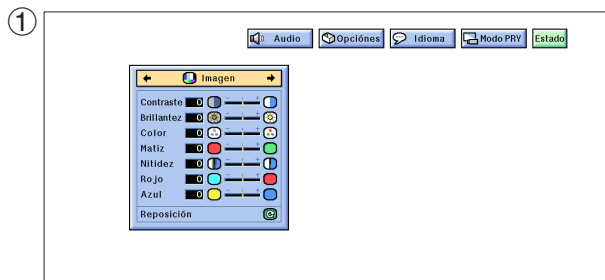 1
Audio Opciónes Idioma Modo PRY Estado
Imagen
Contraste 0 - +
Brillantez 0 - +
Color 0 - +
Matiz 0 - +
Nitidez 0 - +
Rojo 0 - +
Azul 0 - +
Reposición